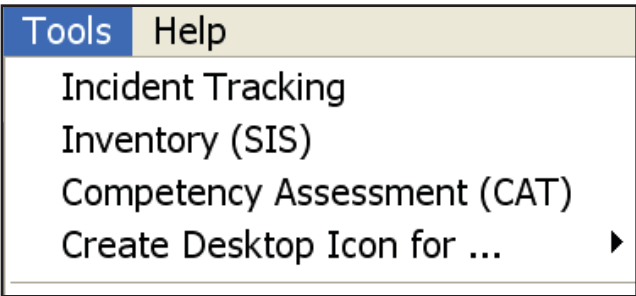 Tools Help
Incident Tracking
Inventory (SIS)
Competency Assessment (CAT)
Create Desktop Icon for ...